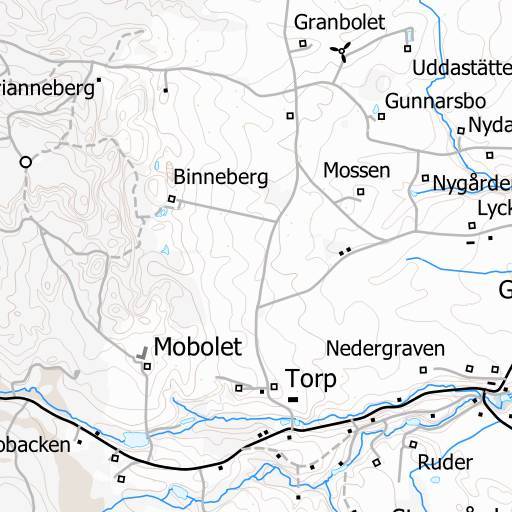 Granbolet
Uddastätte
rianneberg
Gunnarsbo
Nyda
Mossen
Binneberg
Nygårde
Lyck
G
Mobolet
Nedergraven
Torp
obacken
Ruder